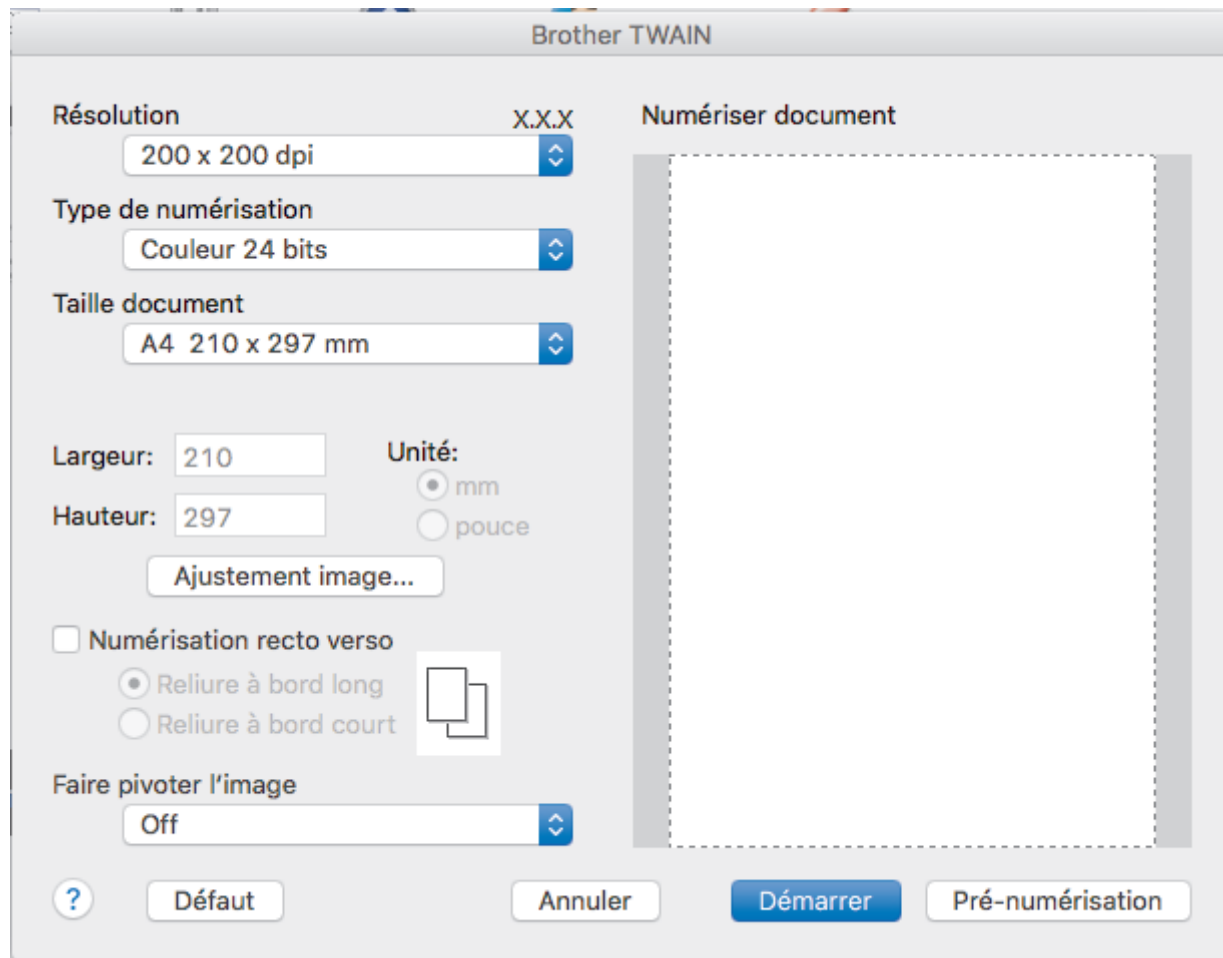 Brother TWAIN
Résolution
X.X.X
200 x 200 dpi
Type de numérisation
Couleur 24 bits
Taille document
A4 210 x 297 mm
Largeur: 210
Hauteur: 297
Unité:
mm
pouce
Ajustement image...
Numérisation recto verso
Reliure à bord long
Reliure à bord court
Faire pivoter l'image
Off
Numériser document
?
Défaut
Annuler
Démarrer
Pré-numérisation